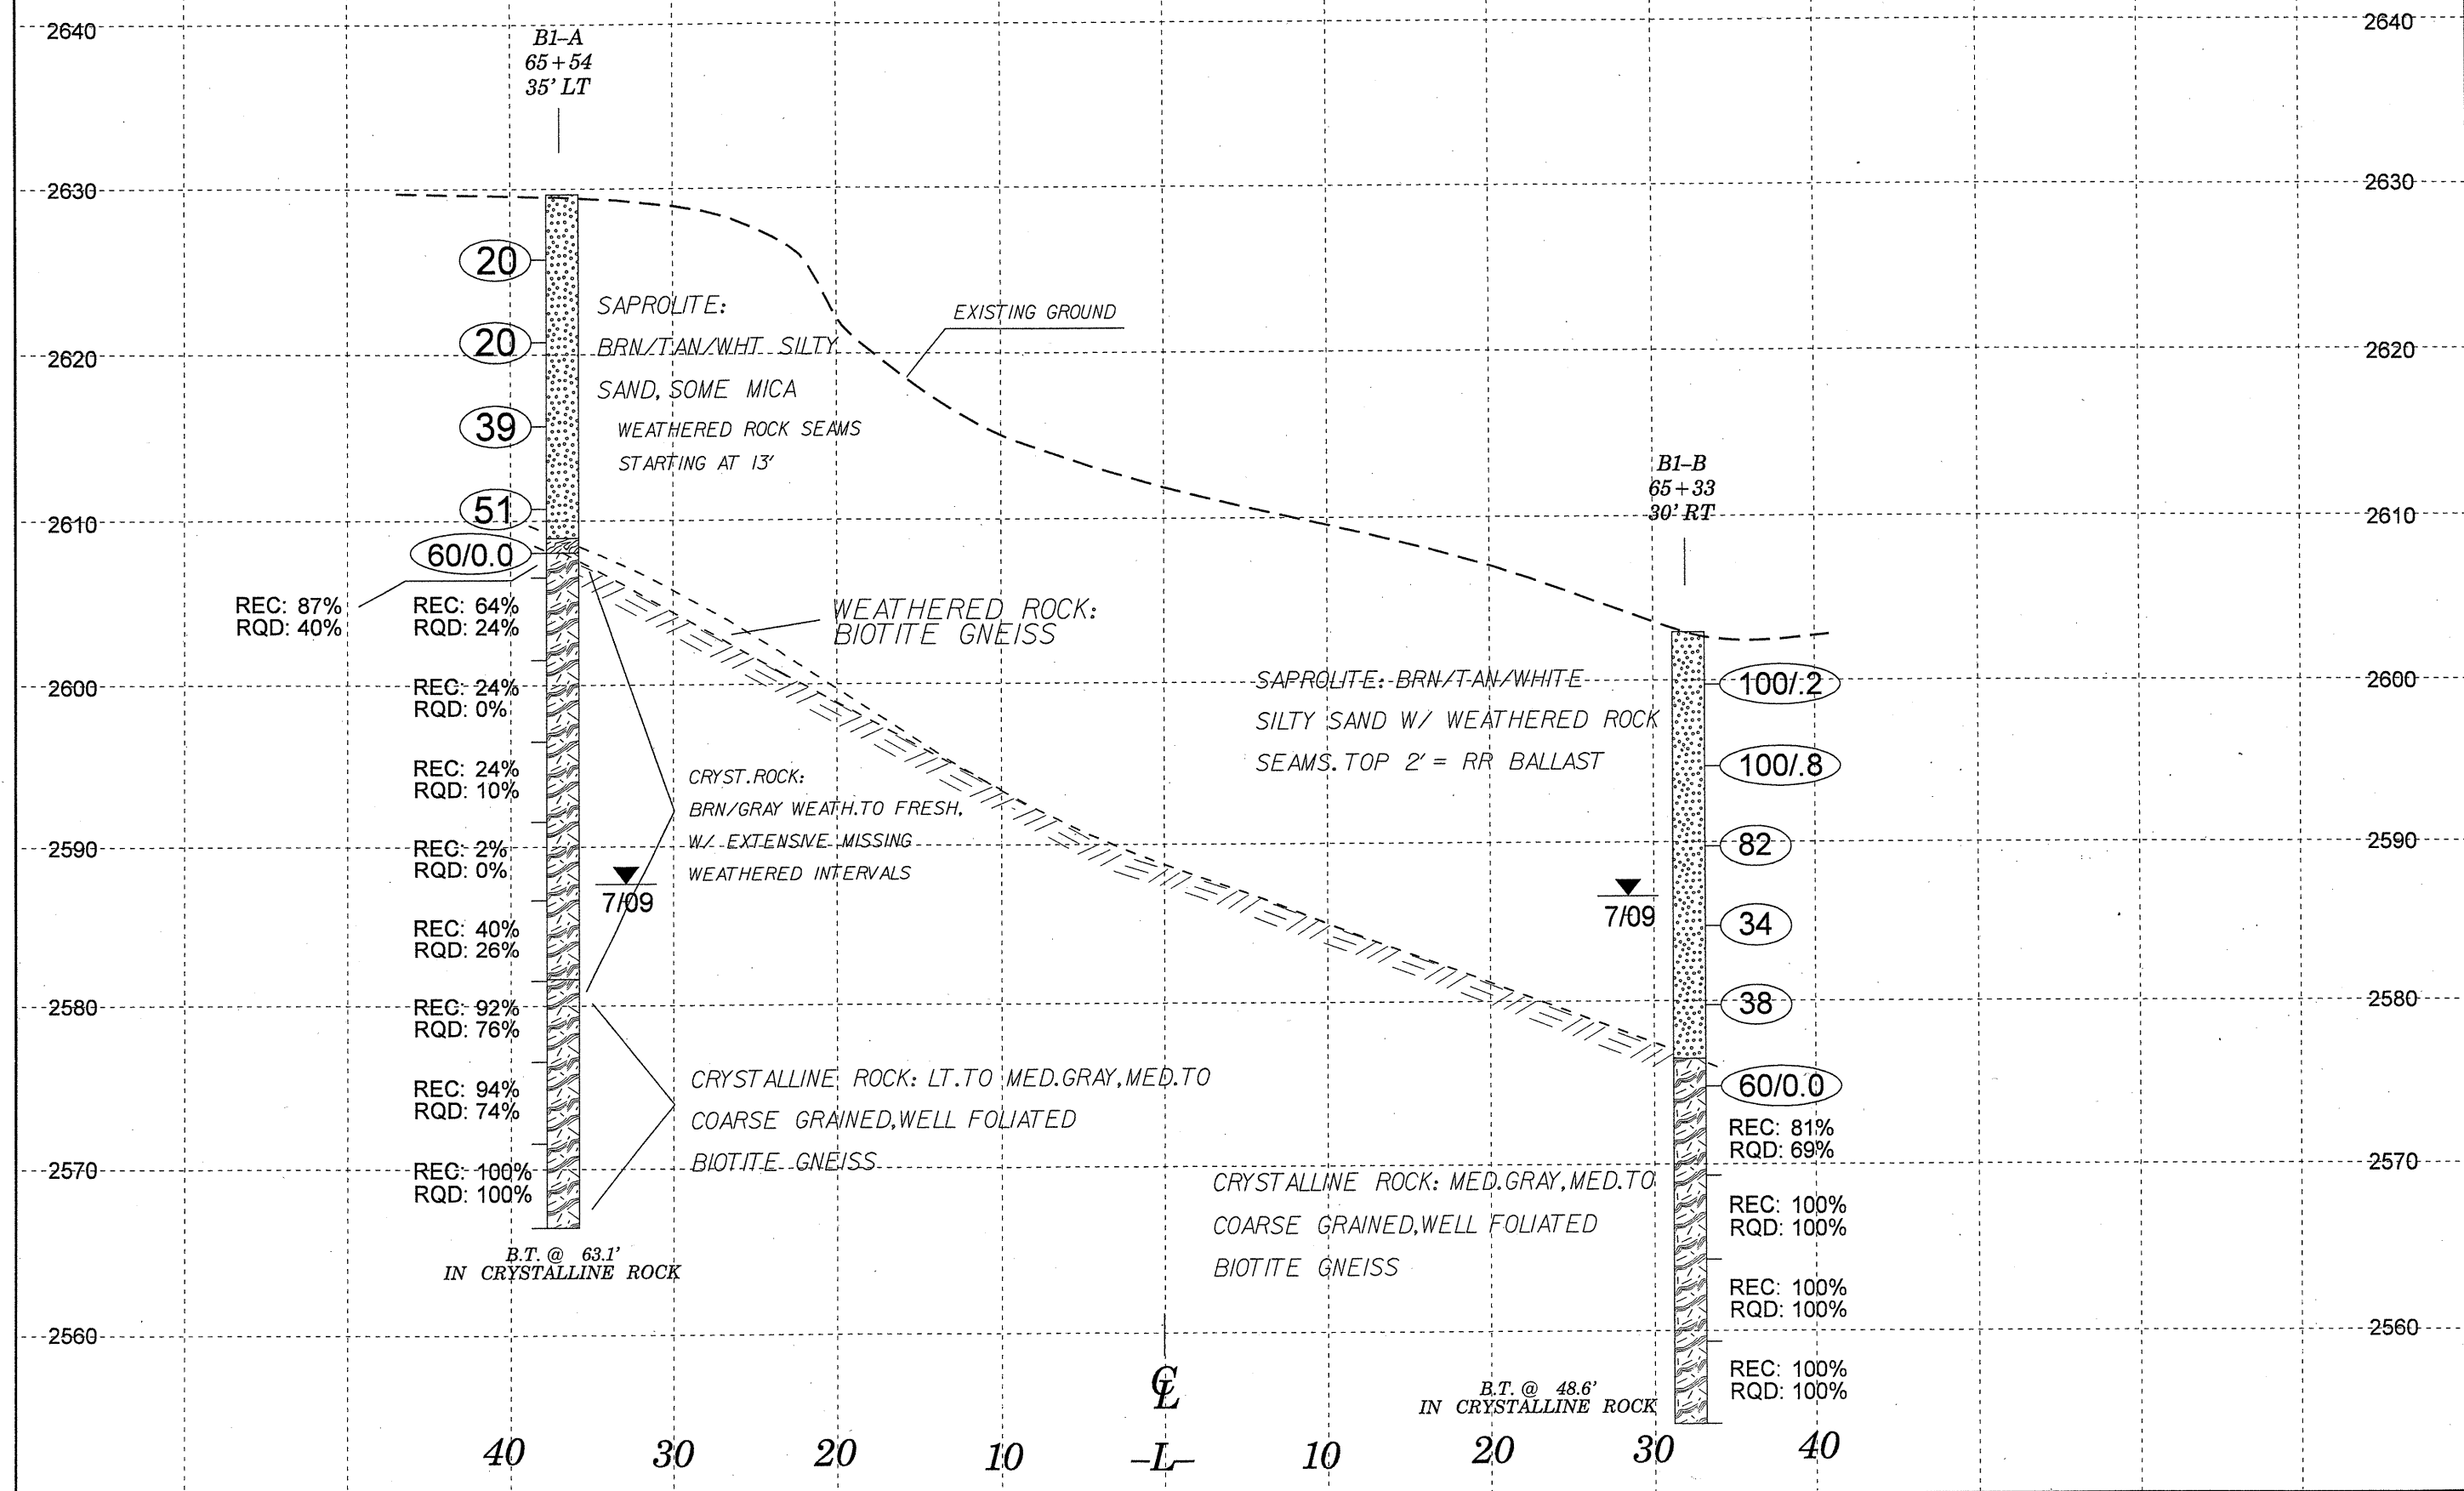 2640
2640
B1-A
65+54
35' LT
2630
2630
20
SAPROLITE:
EXISTING GROUND
20
BRN/TAN/WHT SILTY
2620
2620
SAND, SOME MICA
39
WEATHERED ROCK SEAMS
STARTING AT 13'
B1-B
65+33
30' RT
51
2610
2610
60/0.0
REC: 87%
RQD: 40%
REC: 64%
RQD: 24%
WEATHERED ROCK:
BIOTITE GNEISS
2600
REC: 24%
RQD: 0%
SAPROLITE: BRN/TAN/WHITE
SILTY SAND W/ WEATHERED ROCK
SEAMS. TOP 2' = RR BALLAST
100/.2
2600
REC: 24%
RQD: 10%
CRYST. ROCK:
BRN/GRAY WEATH. TO FRESH,
W/ EXTENSIVE MISSING
WEATHERED INTERVALS
100/.8
2590
REC: 2%
RQD: 0%
82
2590
7/09
7/09
34
REC: 40%
RQD: 26%
2580
REC: 92%
RQD: 76%
38
2580
REC: 94%
RQD: 74%
CRYSTALLINE ROCK: LT. TO MED. GRAY, MED. TO
COARSE GRAINED, WELL FOLIATED
BIOTITE GNEISS
60/0.0
REC: 81%
RQD: 69%
2570
REC: 100%
RQD: 100%
2570
CRYSTALLINE ROCK: MED. GRAY, MED. TO
COARSE GRAINED, WELL FOLIATED
BIOTITE GNEISS
REC: 100%
RQD: 100%
B.T. @ 63.1'
IN CRYSTALLINE ROCK
REC: 100%
RQD: 100%
2560
2560
CL
B.T. @ 48.6'
IN CRYSTALLINE ROCK
REC: 100%
RQD: 100%
40 30 20 10 -L- 10 20 30 40